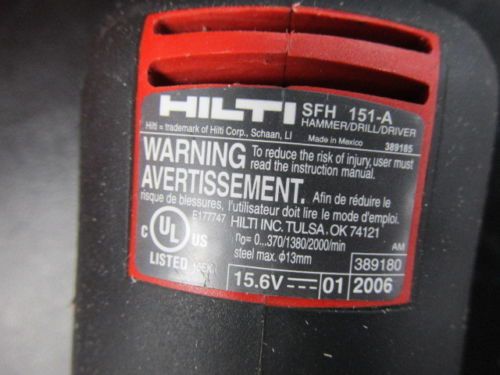 HILTI SFH 151-A
HAMMER/DRILL/DRIVER
Hilti = trademark of Hilti Corp., Schaan, LI Made in Mexico 389185
WARNING To reduce the risk of injury, user must
read the instruction manual.
AVERTISSEMENT. Afin de réduire le
risque de blessures, l'utilisateur doit lire le mode d'emploi.
E177747 HILTI INC. TULSA, OK 74121
C UL US
n0= 0...370/1380/2000/min AM
steel max. φ13mm
LISTED 389180
15.6V 01 2006